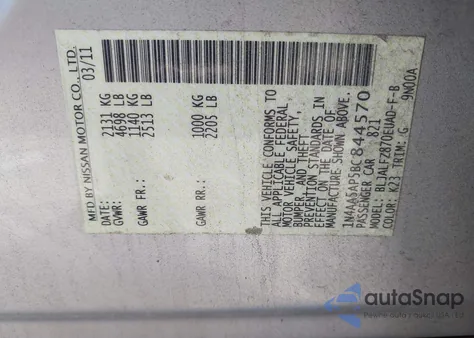 MFD BY NISSAN MOTOR CO., LTD.
03/11
GVWR: 2131 KG
4698 LB
GAWR FR: 1140 KG
2513 LB
GAWR RR: 1000 KG
2205 LB
THIS VEHICLE CONFORMS TO
ALL APPLICABLE FEDERAL
MOTOR VEHICLE SAFETY,
BUMPER, AND THEFT
PREVENTION STANDARDS IN
EFFECT ON THE DATE OF
MANUFACTURE SHOWN ABOVE.
1N4AA5AP5BC844570
PASSENGER CAR 821
MODEL: BLJALFZ870EUAD-F-B
COLOR: K23 TRIM: G 9N00A
autoSnap